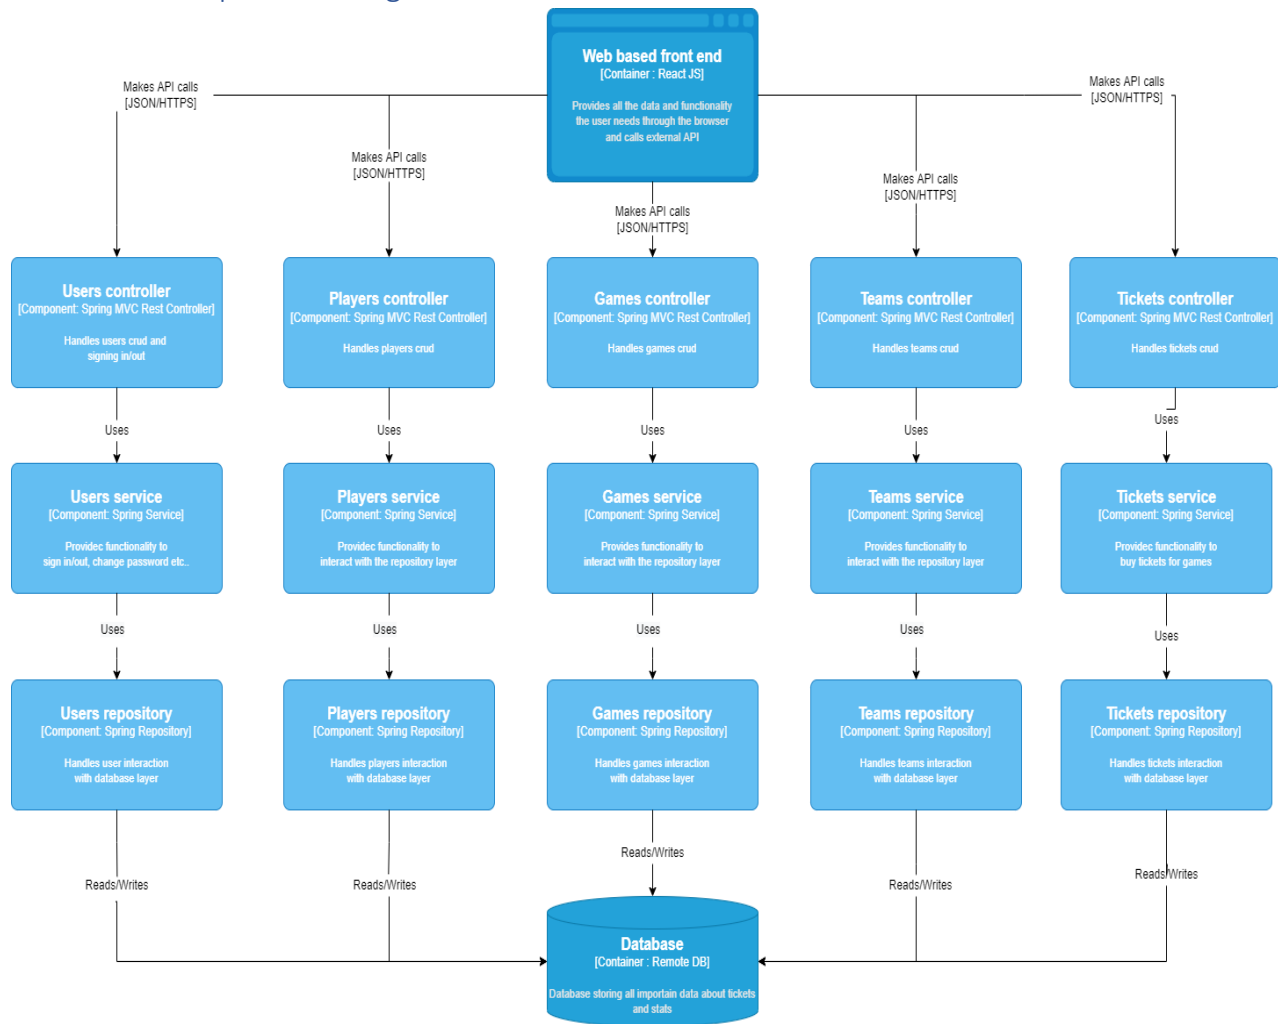 Web based front end
[Container : React JS]
Provides all the data and functionality
the user needs through the browser
and calls external API
Makes API calls
[JSON/HTTPS]
Makes API calls
[JSON/HTTPS]
Makes API calls
[JSON/HTTPS]
Makes API calls
[JSON/HTTPS]
Makes API calls
[JSON/HTTPS]
Users controller
[Component: Spring MVC Rest Controller]
Handles users crud and
signing in/out
Players controller
[Component: Spring MVC Rest Controller]
Handles players crud
Games controller
[Component: Spring MVC Rest Controller]
Handles games crud
Teams controller
[Component: Spring MVC Rest Controller]
Handles teams crud
Tickets controller
[Component: Spring MVC Rest Controller]
Handles tickets crud
Uses
Uses
Uses
Uses
Uses
Users service
[Component: Spring Service]
Providec functionality to
sign in/out, change password etc..
Players service
[Component: Spring Service]
Providec functionality to
interact with the repository layer
Games service
[Component: Spring Service]
Provides functionality to
interact with the repository layer
Teams service
[Component: Spring Service]
Provides functionality to
interact with the repository layer
Tickets service
[Component: Spring Service]
Providec functionality to
buy tickets for games
Uses
Uses
Uses
Uses
Uses
Users repository
[Component: Spring Repository]
Handles user interaction
with database layer
Players repository
[Component: Spring Repository]
Handles players interaction
with database layer
Games repository
[Component: Spring Repository]
Handles games interaction
with database layer
Teams repository
[Component: Spring Repository]
Handles teams interaction
with database layer
Tickets repository
[Component: Spring Repository]
Handles tickets interaction
with database layer
Reads/Writes
Reads/Writes
Reads/Writes
Reads/Writes
Reads/Writes
Database
[Container : Remote DB]
Database storing all importain data about tickets
and stats